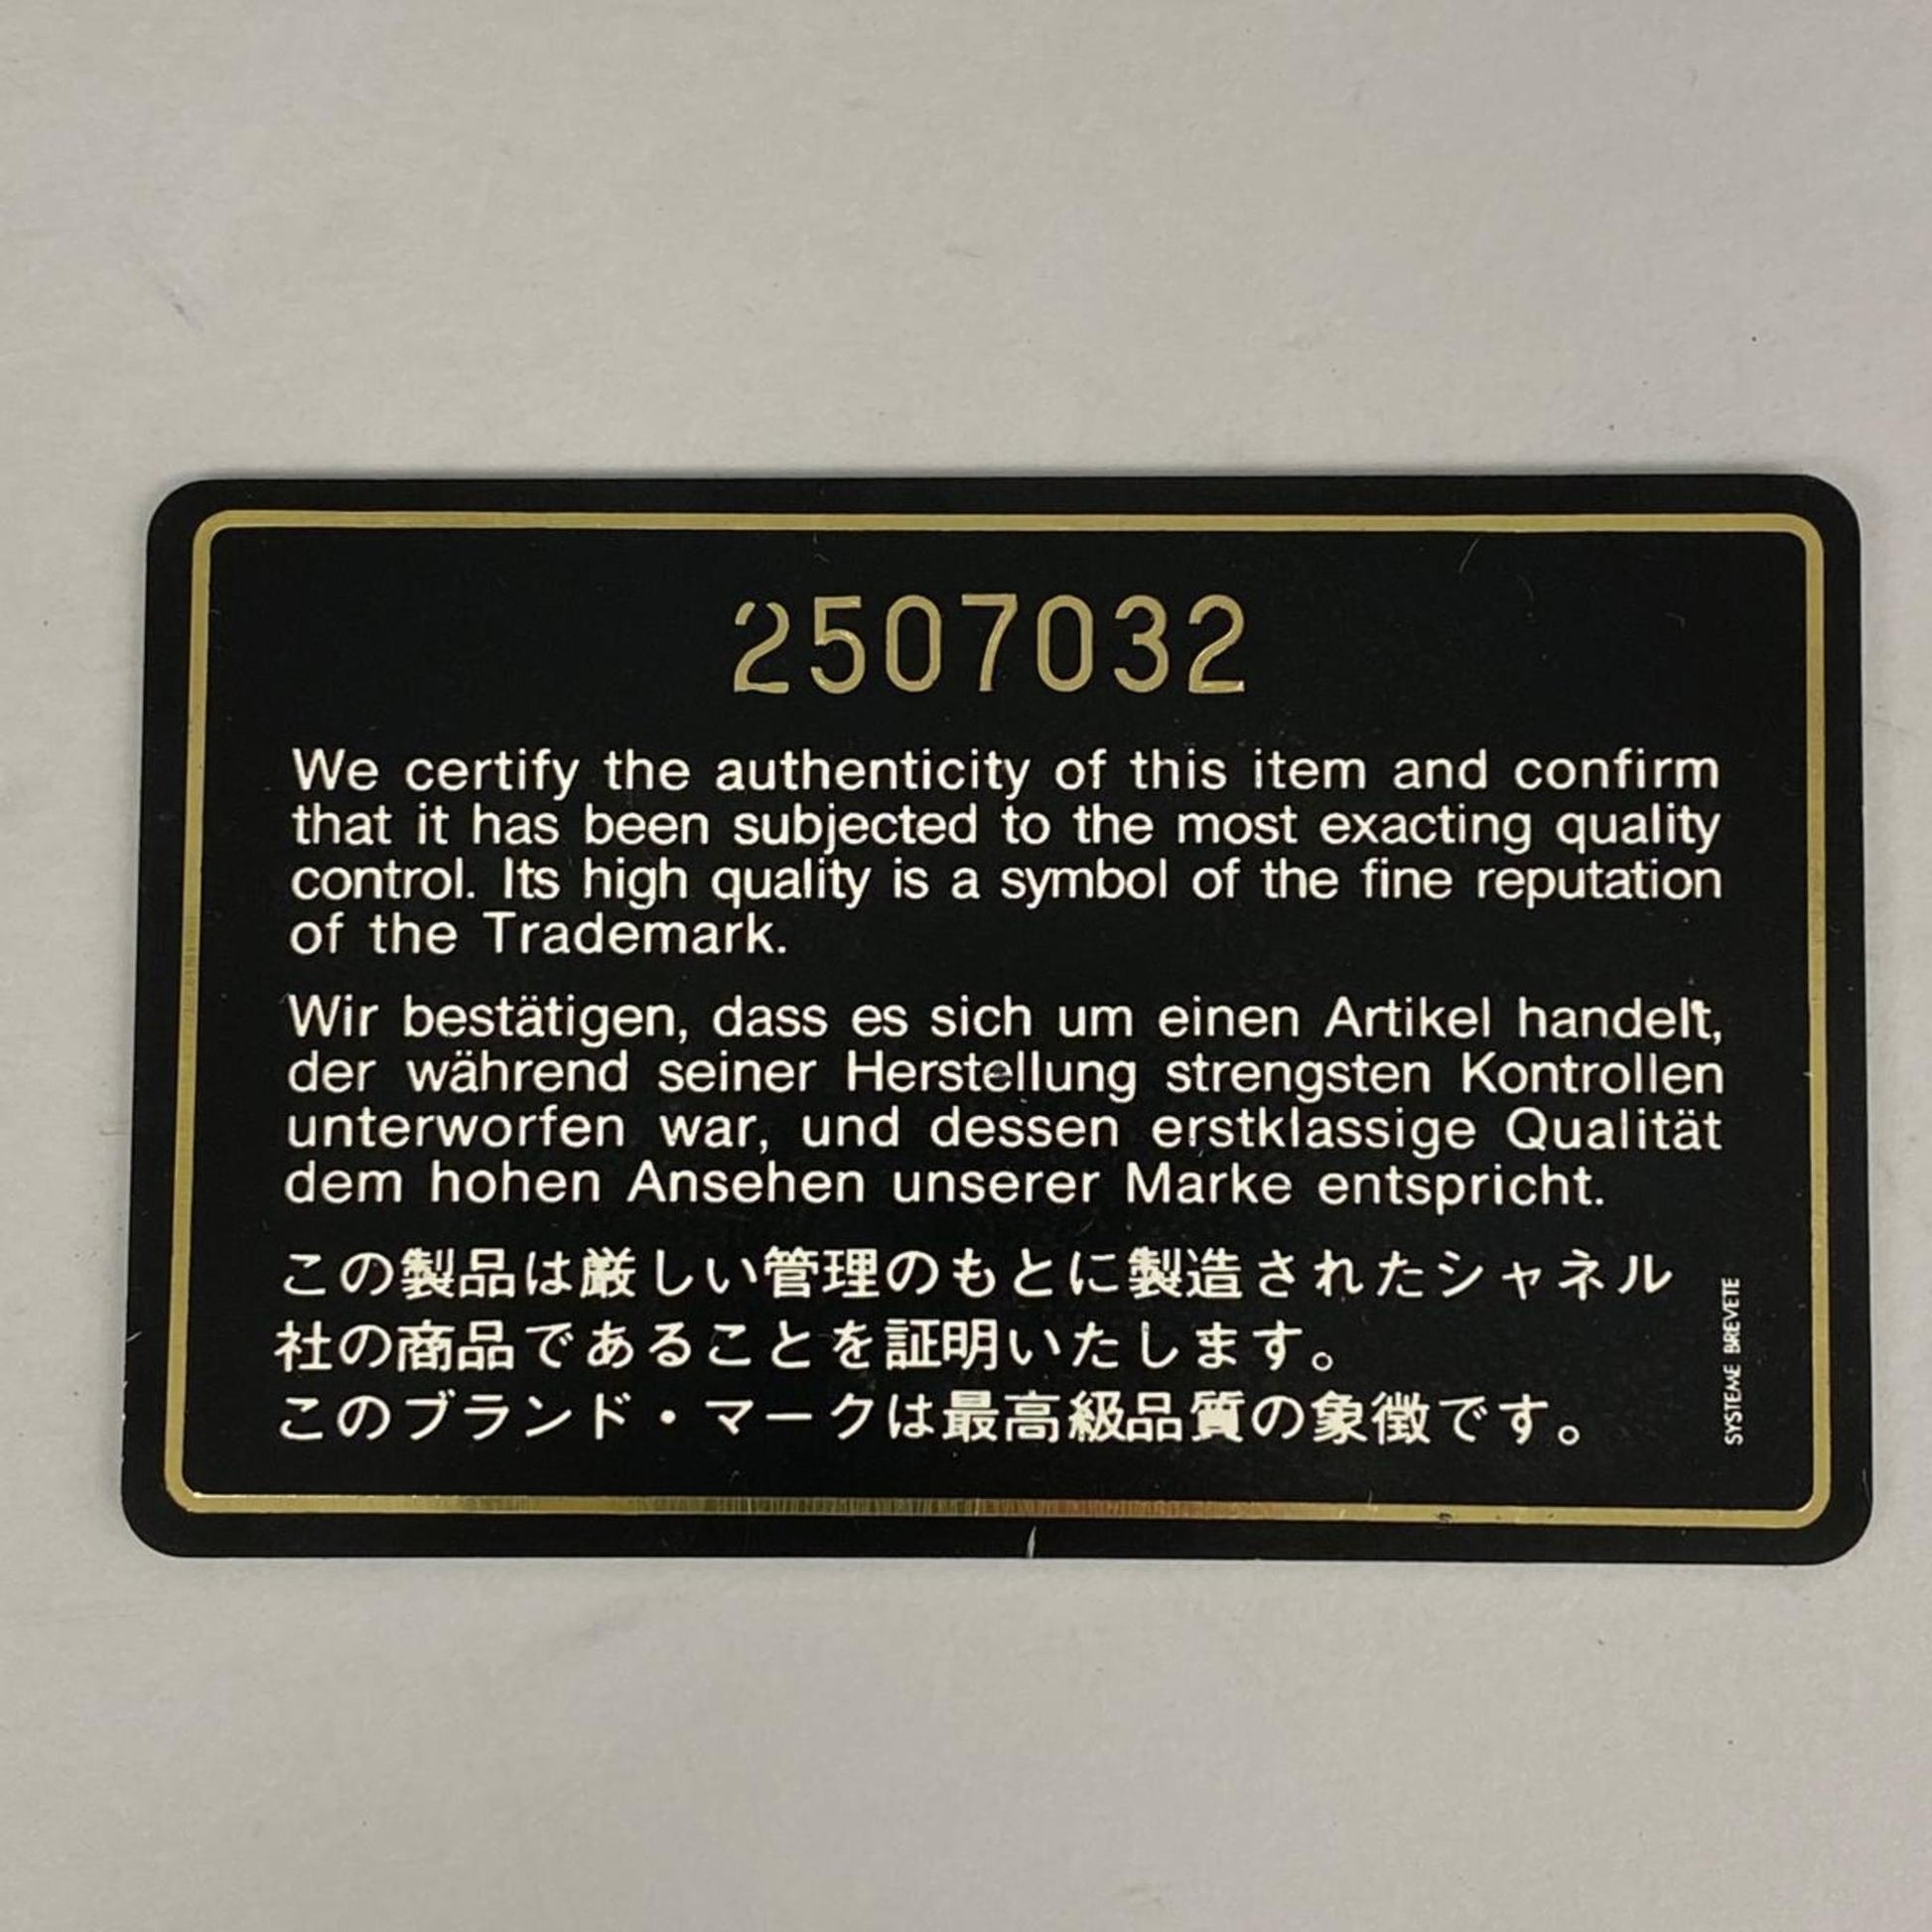 2507032
We certify the authenticity of this item and confirm
that it has been subjected to the most exacting quality
control. Its high quality is a symbol of the fine reputation
of the Trademark.
Wir bestätigen, dass es sich um einen Artikel handelt,
der während seiner Herstellung strengsten Kontrollen
unterworfen war, und dessen erstklassige Qualität
dem hohen Ansehen unserer Marke entspricht.
この製品は厳しい管理のもとに製造されたシャネル
社の商品であることを証明いたします。
このブランド・マークは最高級品質の象徴です。
SYSTEME BREVETE